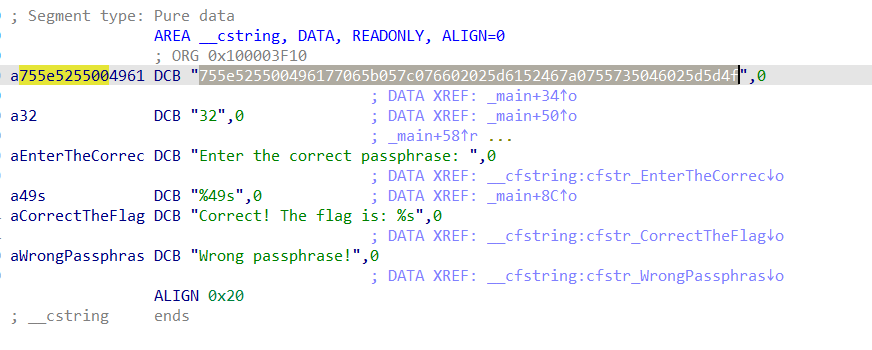 ; Segment type: Pure data
AREA __cstring, DATA, READONLY, ALIGN=0
; ORG 0x100003F10
a755e5255004961 DCB "755e525500496177065b057c076602025d6152467a0755735046025d5d4f",0
; DATA XREF: _main+34↑o
a32 DCB "32",0 ; DATA XREF: _main+50↑o
; _main+58↑r ...
aEnterTheCorrec DCB "Enter the correct passphrase: ",0
; DATA XREF: __cfstring:cfstr_EnterTheCorrec↓o
a49s DCB "%49s",0 ; DATA XREF: _main+8C↑o
aCorrectTheFlag DCB "Correct! The flag is: %s",0
; DATA XREF: __cfstring:cfstr_CorrectTheFlag↓o
aWrongPassphras DCB "Wrong passphrase!",0
; DATA XREF: __cfstring:cfstr_WrongPassphras↓o
ALIGN 0x20
; __cstring ends